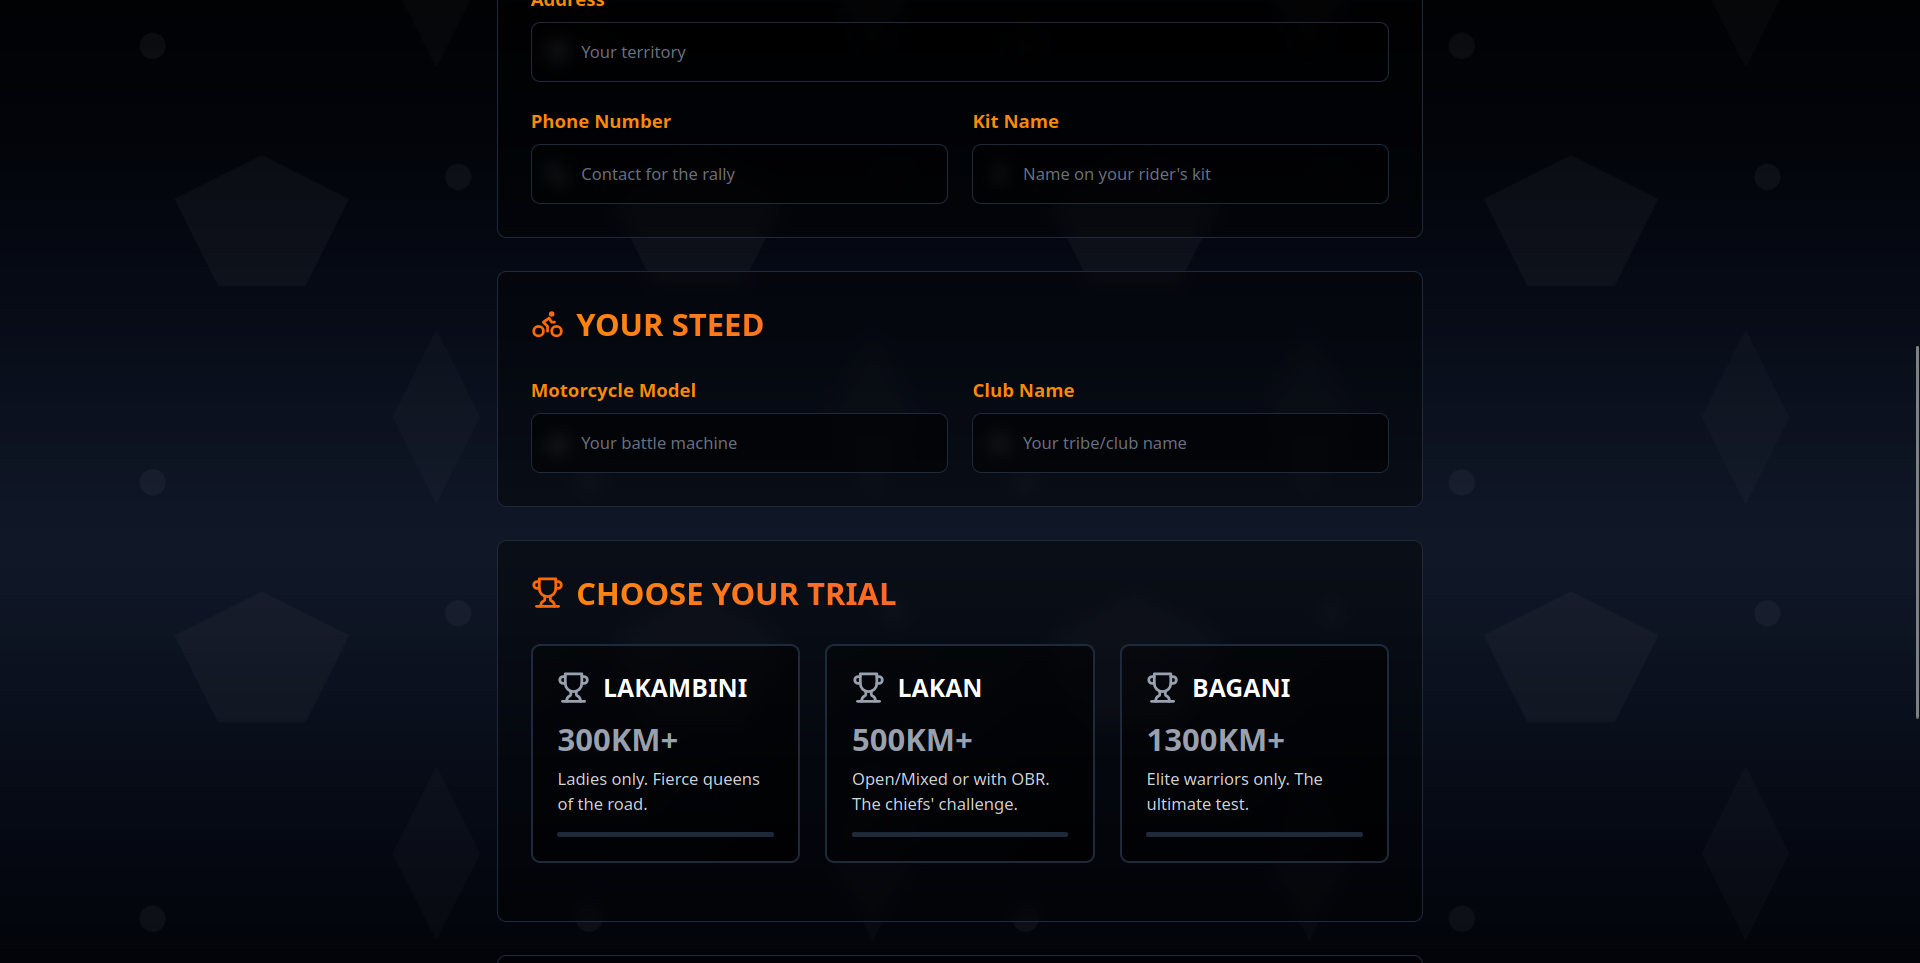 Address
Your territory
Phone Number
Kit Name
Contact for the rally
Name on your rider's kit
YOUR STEED
Motorcycle Model
Club Name
Your battle machine
Your tribe/club name
CHOOSE YOUR TRIAL
LAKAMBINI
300KM+
Ladies only. Fierce queens
of the road.
LAKAN
500KM+
Open/Mixed or with OBR.
The chiefs' challenge.
BAGANI
1300KM+
Elite warriors only. The
ultimate test.